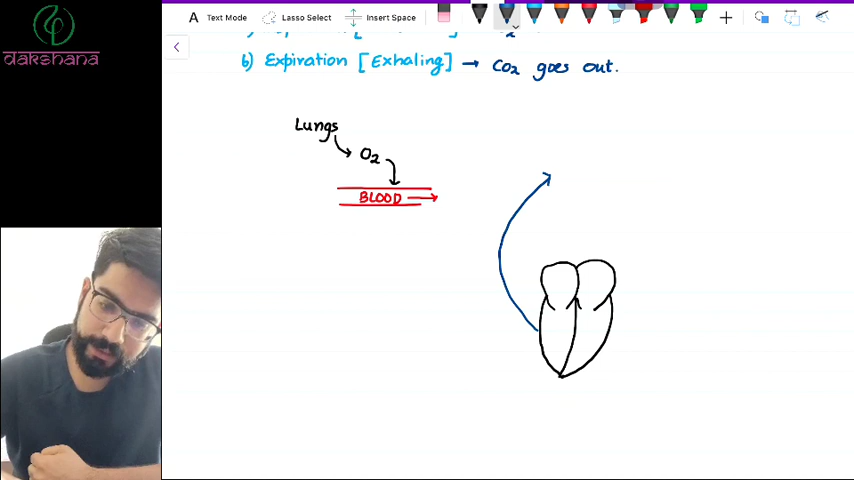 dakshana
Text Mode Lasso Select Insert Space
b) Expiration [Exhaling] → CO2 goes out.
Lungs
O2
BLOOD